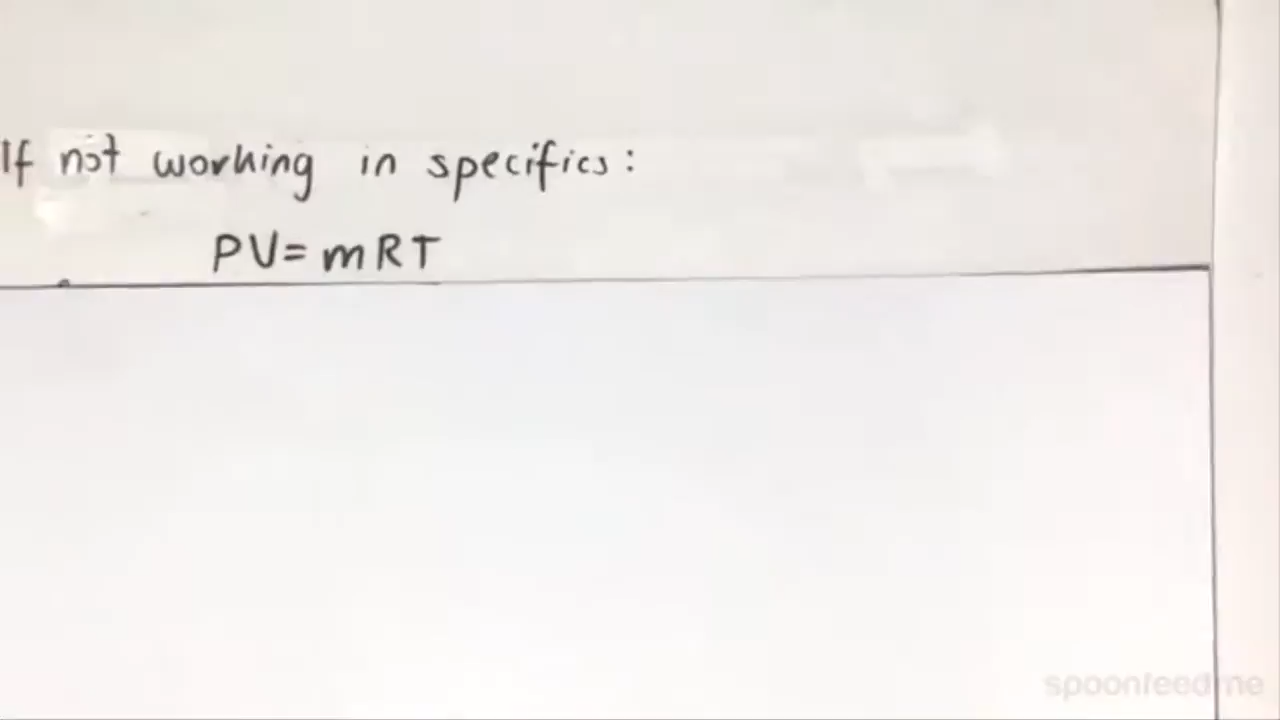 If not working in specifics:
PV = mRT
spoonfeedme